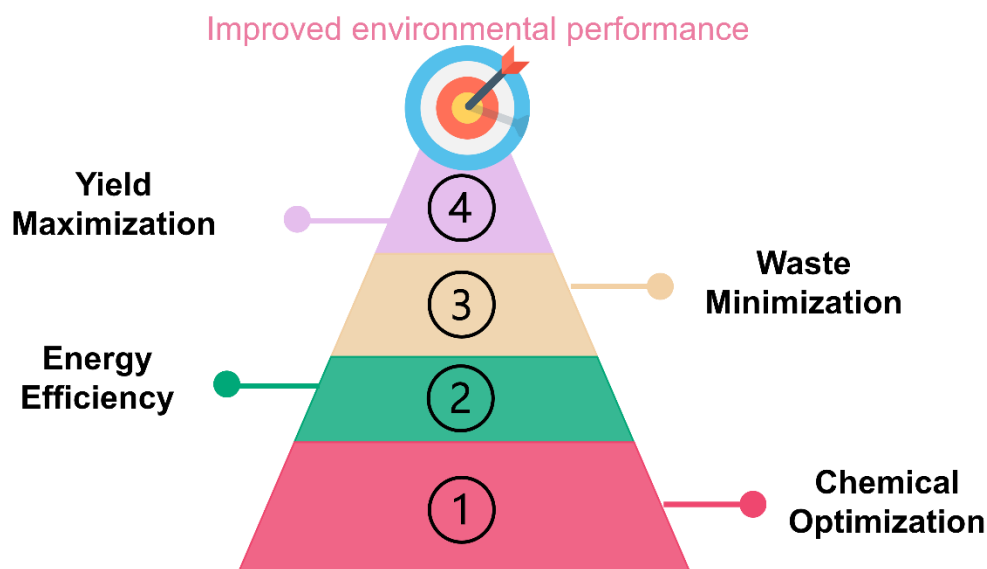 Improved environmental performance
Yield
Maximization
4
Waste
Minimization
3
Energy
Efficiency
2
Chemical
Optimization
1